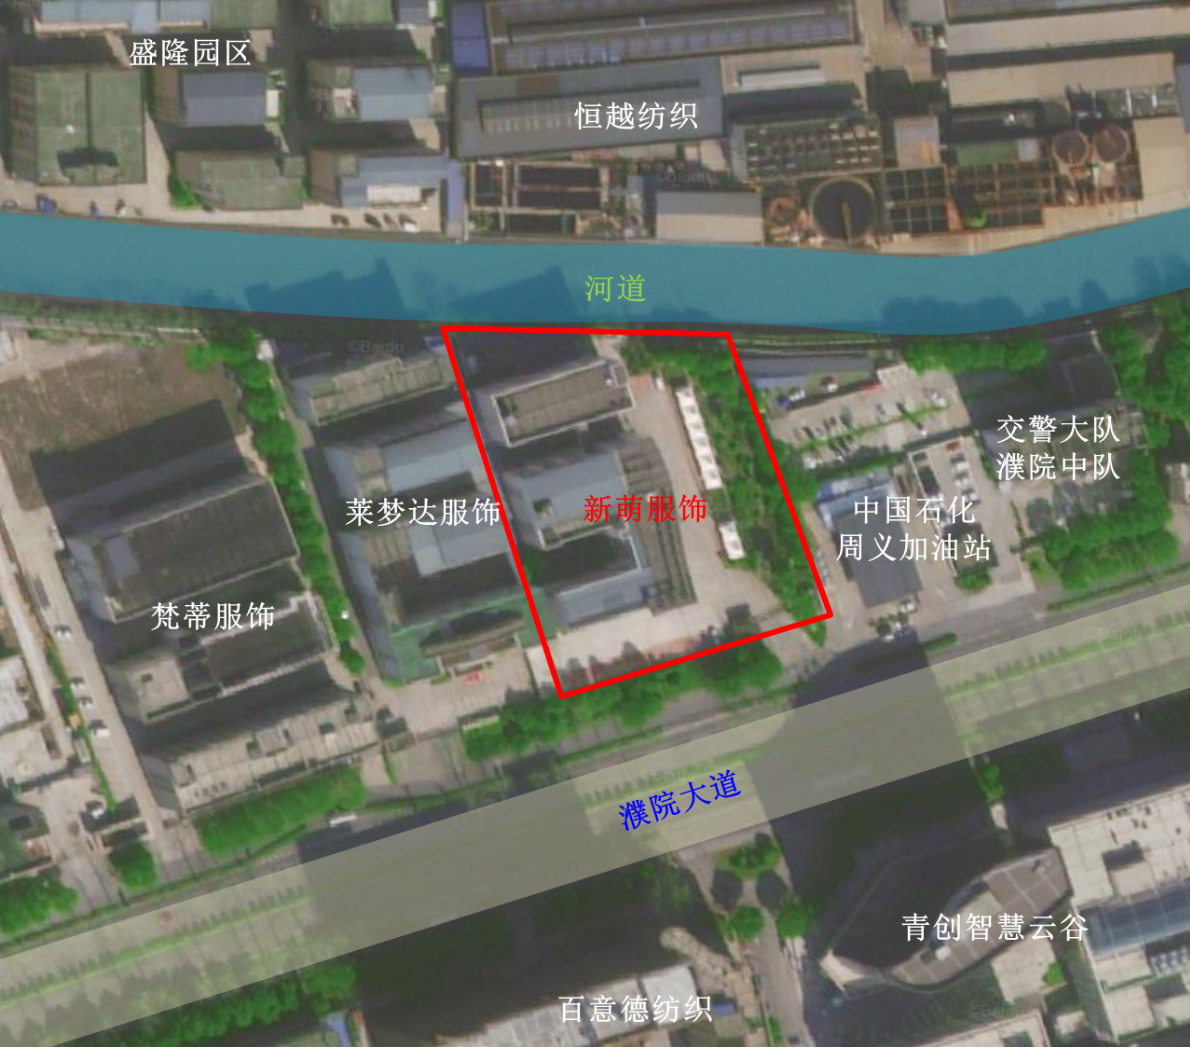 盛隆园区
恒越纺织
河道
©Baidu
交警大队
濮院中队
莱梦达服饰
新萌服饰
中国石化
周义加油站
梵蒂服饰
濮院大道
青创智慧云谷
百意德纺织